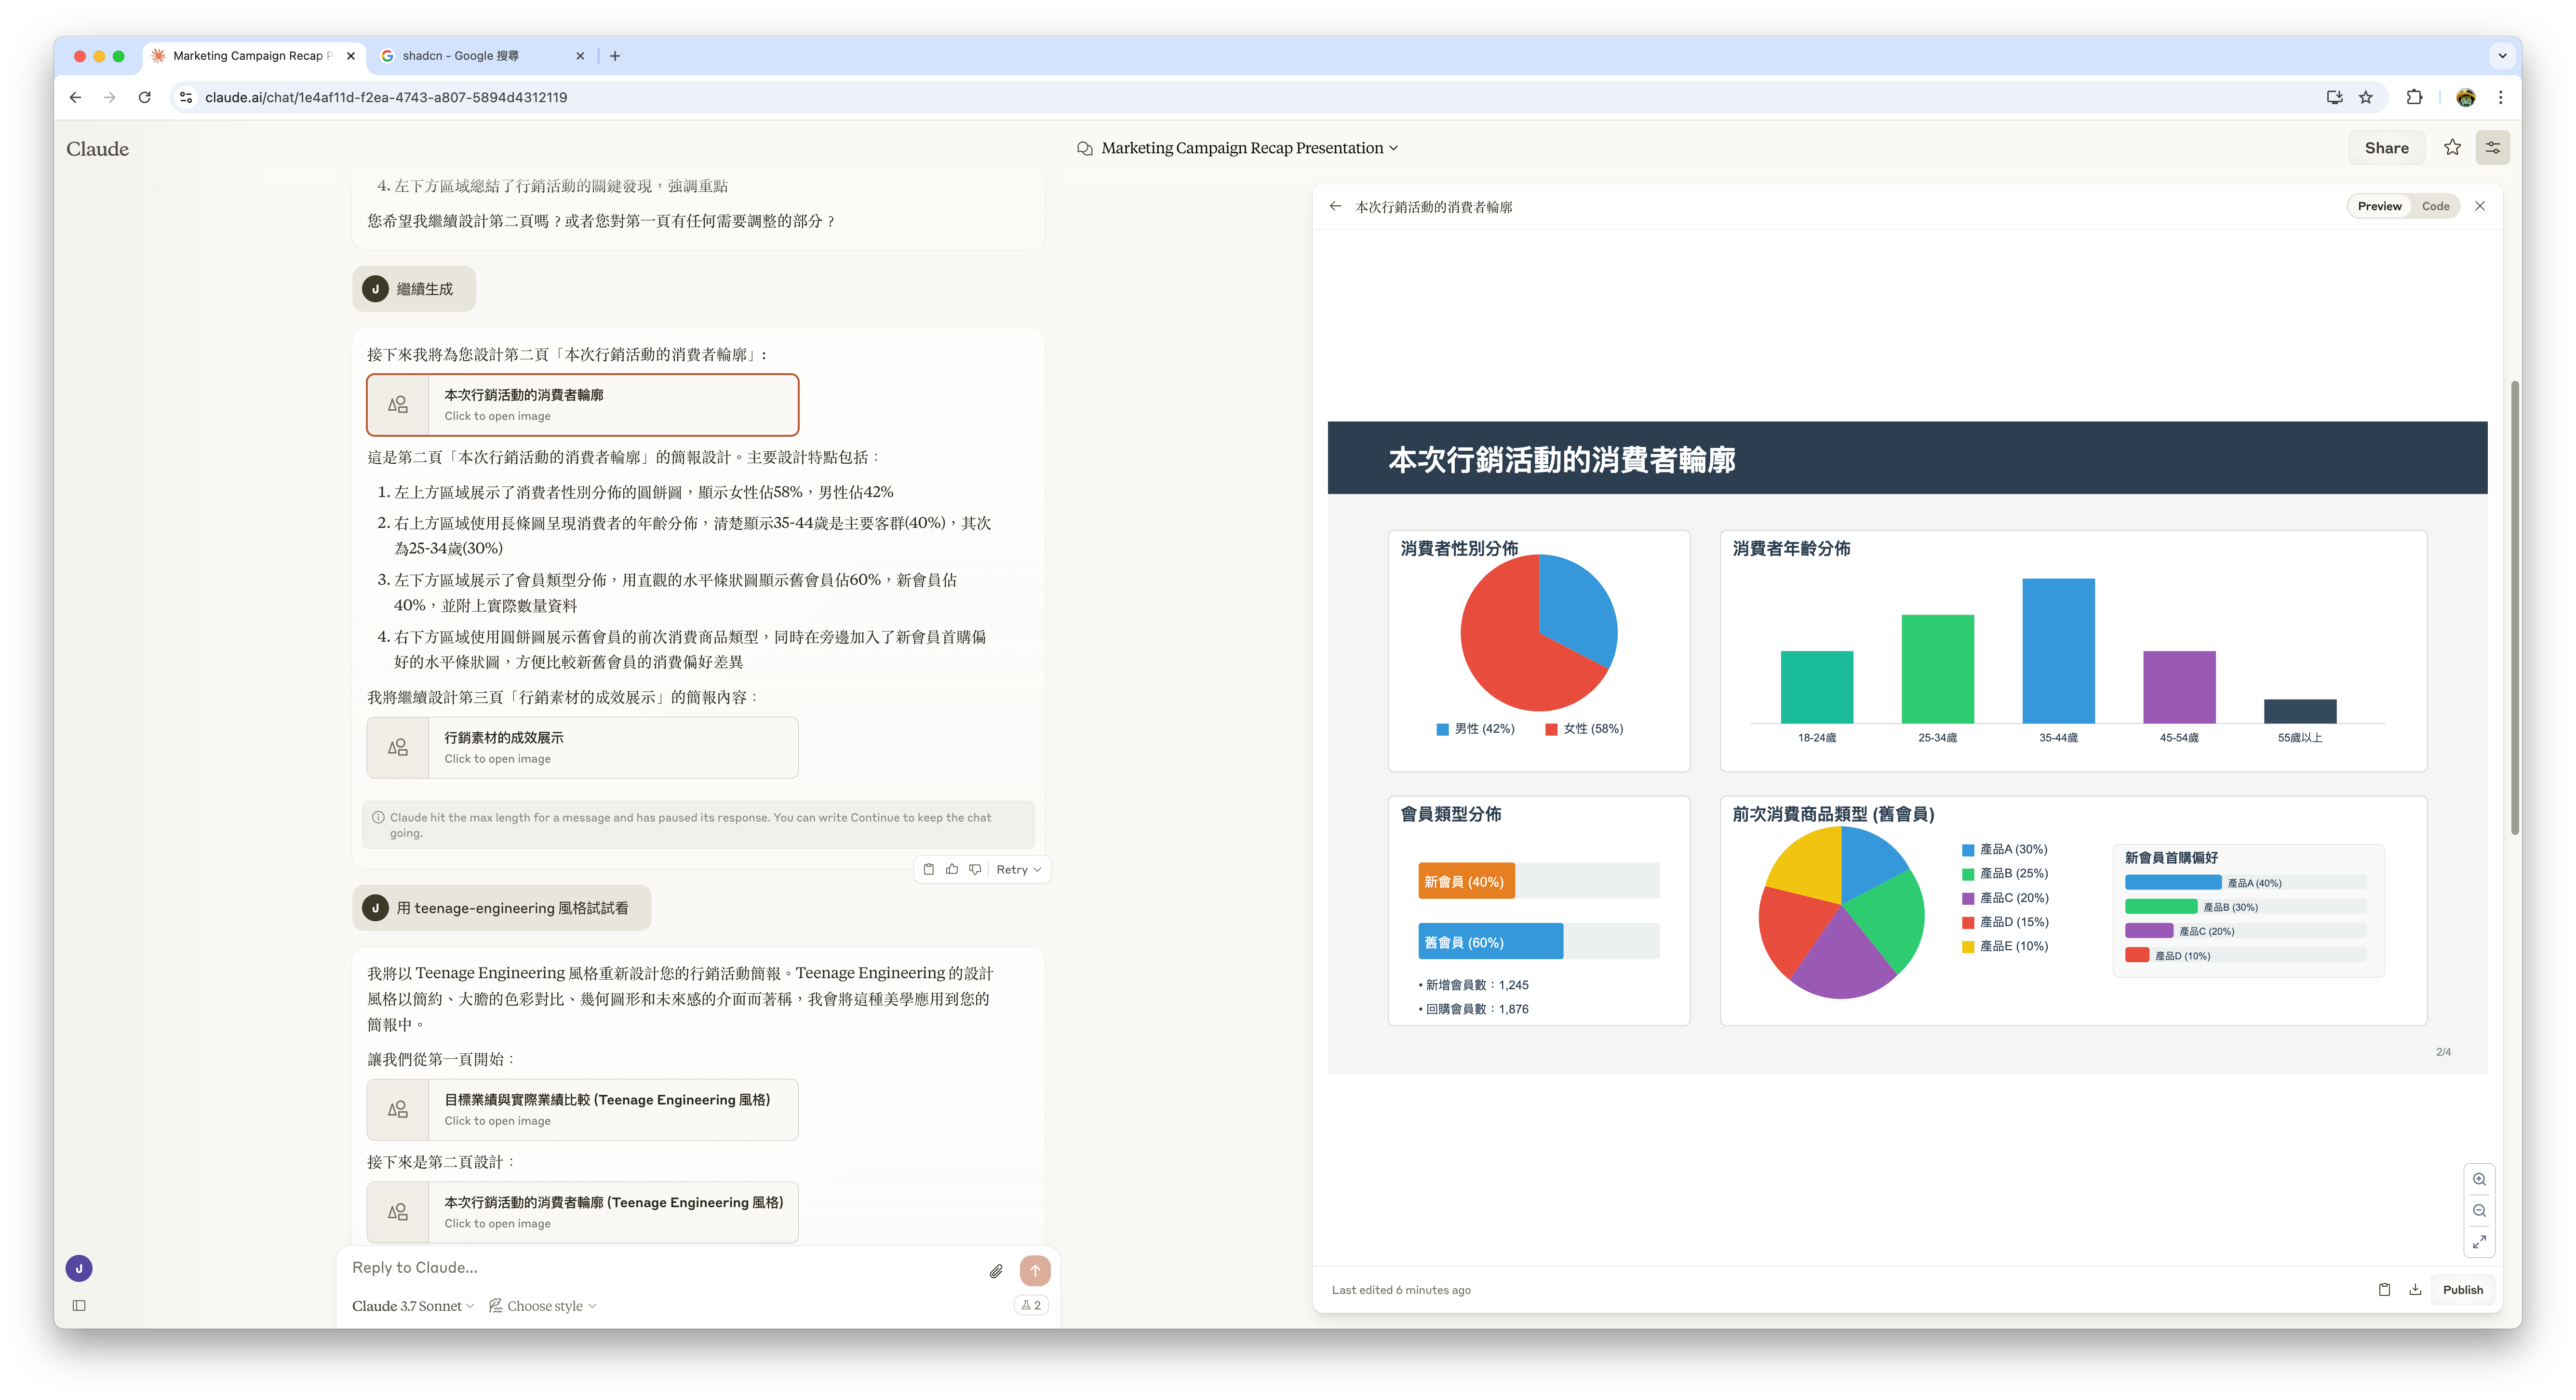 Marketing Campaign Recap P
shadcn - Google 搜尋
claude.ai/chat/1e4af11d-f2ea-4743-a807-5894d4312119
Claude
Marketing Campaign Recap Presentation
Share
4. 左下方區域總結了行銷活動的關鍵發現，強調重點
您希望我繼續設計第二頁嗎？或者您對第一頁有任何需要調整的部分？
J 繼續生成
接下來我將為您設計第二頁「本次行銷活動的消費者輪廓」:
本次行銷活動的消費者輪廓
Click to open image
這是第二頁「本次行銷活動的消費者輪廓」的簡報設計。主要設計特點包括：
1. 左上方區域展示了消費者性別分佈的圓餅圖，顯示女性佔58%，男性佔42%
2. 右上方區域使用長條圖呈現消費者的年齡分佈，清楚顯示35-44歲是主要客群(40%)，其次
為25-34歲(30%)
3. 左下方區域展示了會員類型分佈，用直觀的水平條狀圖顯示舊會員佔60%，新會員佔
40%，並附上實際數量資料
4. 右下方區域使用圓餅圖展示舊會員的前次消費商品類型，同時在旁邊加入了新會員首購偏
好的水平條狀圖，方便比較新舊會員的消費偏好差異
我將繼續設計第三頁「行銷素材的成效展示」的簡報內容：
行銷素材的成效展示
Click to open image
Claude hit the max length for a message and has paused its response. You can write Continue to keep the chat
going.
Retry
J 用 teenage-engineering 風格試試看
我將以 Teenage Engineering 風格重新設計您的行銷活動簡報。Teenage Engineering 的設計
風格以簡約、大膽的色彩對比、幾何圖形和未來感的介面而著稱，我會將這種美學應用到您的
簡報中。
讓我們從第一頁開始：
目標業績與實際業績比較 (Teenage Engineering 風格)
Click to open image
接下來是第二頁設計：
本次行銷活動的消費者輪廓 (Teenage Engineering 風格)
Click to open image
Reply to Claude...
Claude 3.7 Sonnet
Choose style
2
J
本次行銷活動的消費者輪廓
Preview
Code
本次行銷活動的消費者輪廓
消費者性別分佈
男性 (42%)
女性 (58%)
消費者年齡分佈
18-24歲
25-34歲
35-44歲
45-54歲
55歲以上
會員類型分佈
新會員 (40%)
舊會員 (60%)
• 新增會員數：1,245
• 回購會員數：1,876
前次消費商品類型 (舊會員)
產品A (30%)
產品B (25%)
產品C (20%)
產品D (15%)
產品E (10%)
新會員首購偏好
產品A (40%)
產品B (30%)
產品C (20%)
產品D (10%)
2/4
Last edited 6 minutes ago
Publish